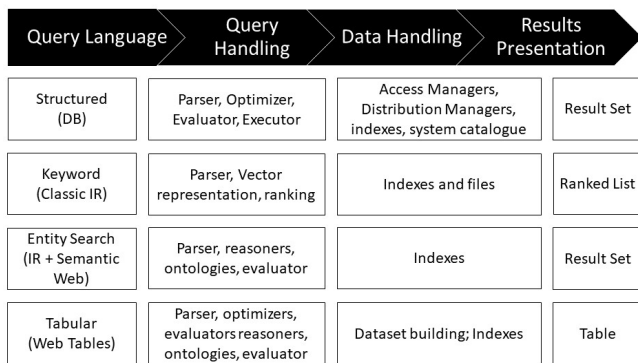 Query Language
Query
Handling
Data Handling
Results
Presentation
Structured
(DB)
Parser, Optimizer,
Evaluator, Executor
Access Managers,
Distribution Managers,
indexes, system catalogue
Result Set
Keyword
(Classic IR)
Parser, Vector
representation, ranking
Indexes and files
Ranked List
Entity Search
(IR + Semantic
Web)
Parser, reasoners,
ontologies, evaluator
Indexes
Result Set
Tabular
(Web Tables)
Parser, optimizers,
evaluators reasoners,
ontologies, evaluator
Dataset building; Indexes
Table